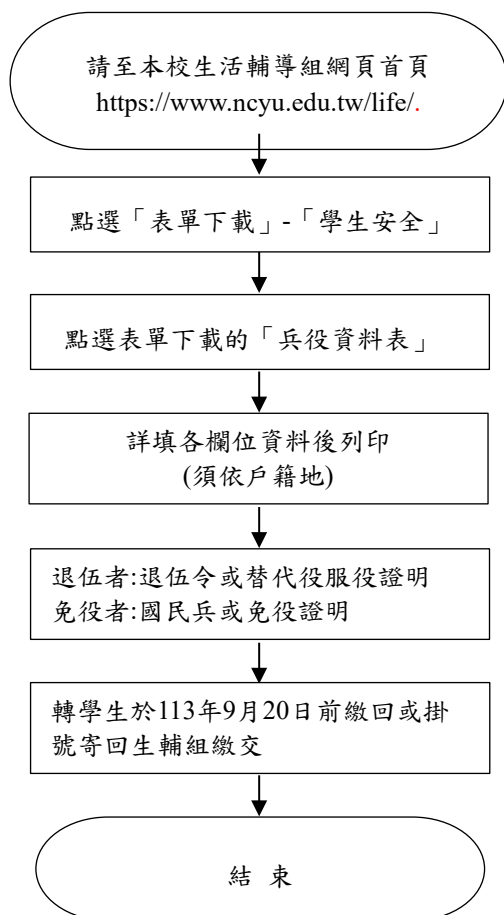 請至本校生活輔導組網頁首頁
https://www.ncyu.edu.tw/life/.
點選「表單下載」-「學生安全」
點選表單下載的「兵役資料表」
詳填各欄位資料後列印
(須依戶籍地)
退伍者:退伍令或替代役服役證明
免役者:國民兵或免役證明
轉學生於113年9月20日前繳回或掛
號寄回生輔組繳交
結 束